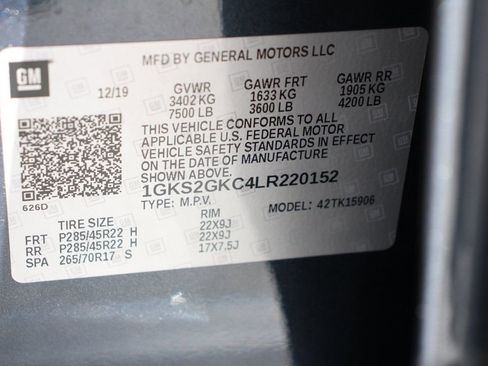 MFD BY GENERAL MOTORS LLC
GM
12/19 GVWR GAWR FRT GAWR RR
3402 KG 1633 KG 1905 KG
7500 LB 3600 LB 4200 LB
THIS VEHICLE CONFORMS TO ALL
APPLICABLE U.S. FEDERAL MOTOR
VEHICLE SAFETY STANDARDS IN EFFECT
ON THE DATE OF MANUFACTURE
SHOWN ABOVE.
1GKS2GKC4LR220152
626D
TYPE: M.P.V. MODEL: 42TK15906
TIRE SIZE RIM
FRT P285/45R22 H 22X9J
RR P285/45R22 H 22X9J
SPA 265/70R17 S 17X7.5J